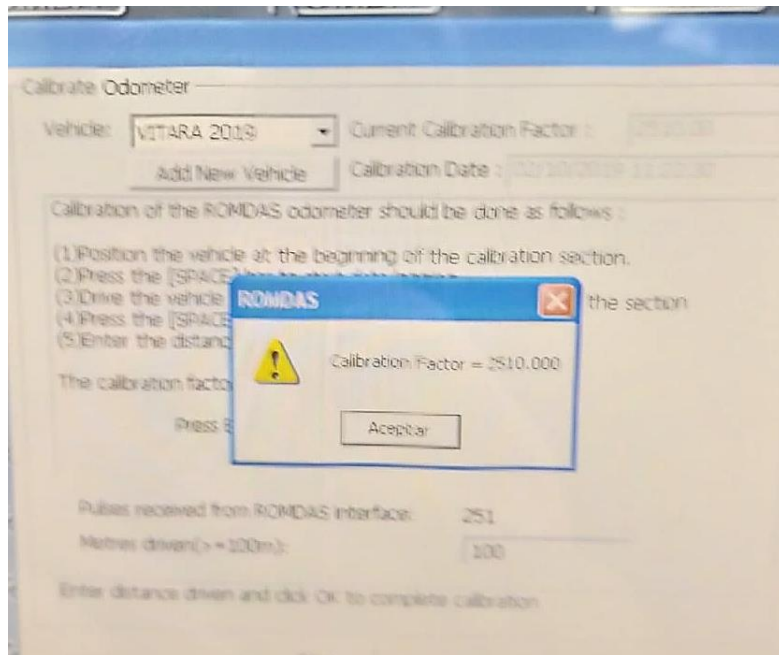 Calibrate Odometer
Vehicle: VITARA 2019 Current Calibration Factor :
Add New Vehicle Calibration Date :
Calibration of the ROMDAS odometer should be done as follows :
(1)Position the vehicle at the beginning of the calibration section.
(2)Press the [SPACE]
(3)Drive the vehicle the section
(4)Press the [SPACE
(5)Enter the distanc
The calibration facto
Press
ROMDAS
Calibration Factor = 2510.000
Aceptar
Pulses received from ROMDAS interface: 251
Metres driven(>=100m): 100
Enter distance driven and click OK to complete calibration